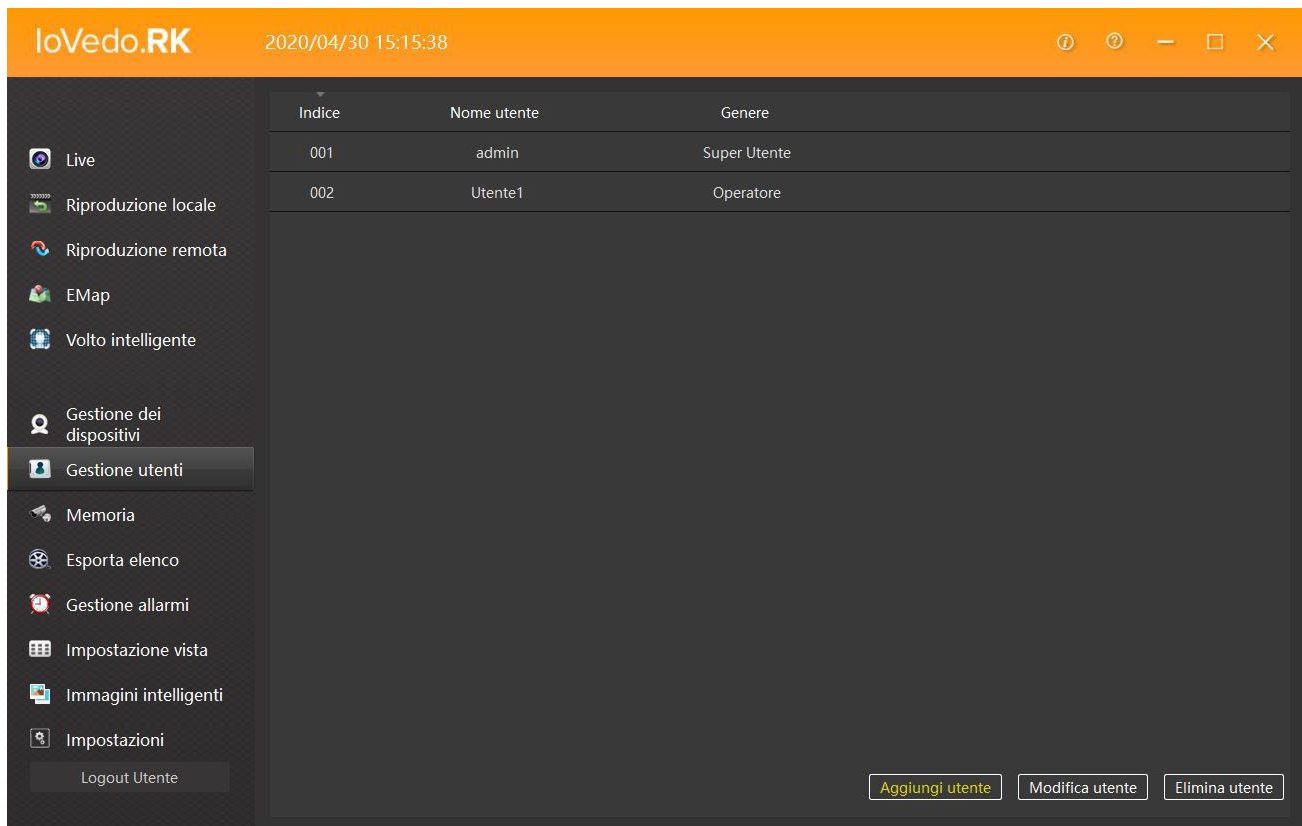 IoVedo.RK
2020/04/30 15:15:38
Indice Nome utente Genere
001 admin Super Utente
002 Utente1 Operatore
Live
Riproduzione locale
Riproduzione remota
EMap
Volto intelligente
Gestione dei
dispositivi
Gestione utenti
Memoria
Esporta elenco
Gestione allarmi
Impostazione vista
Immagini intelligenti
Impostazioni
Logout Utente
Aggiungi utente Modifica utente Elimina utente